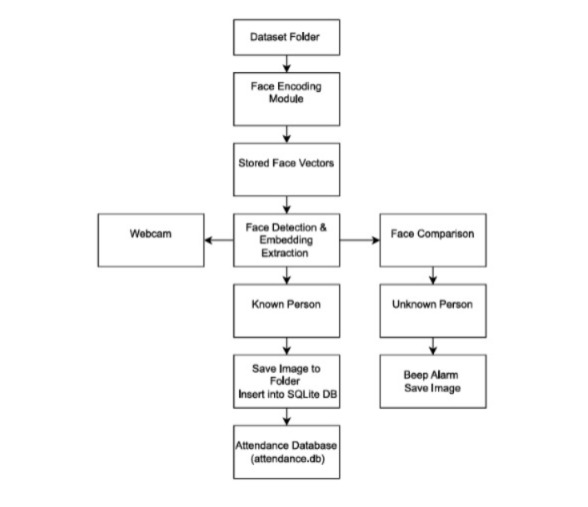 Dataset Folder
Face Encoding
Module
Stored Face Vectors
Webcam
Face Detection &
Embedding
Extraction
Face Comparison
Known Person
Unknown Person
Save Image to
Folder
Insert into SQLite DB
Beep Alarm
Save Image
Attendance Database
(attendance.db)